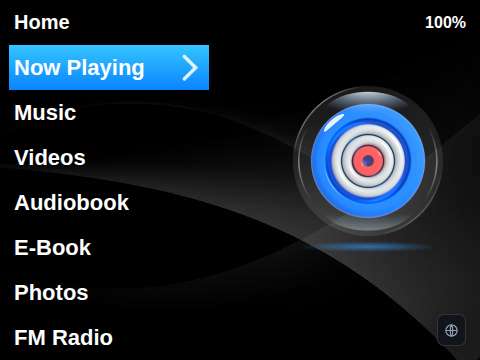 Home
100%
Now Playing
Music
Videos
Audiobook
E-Book
Photos
FM Radio